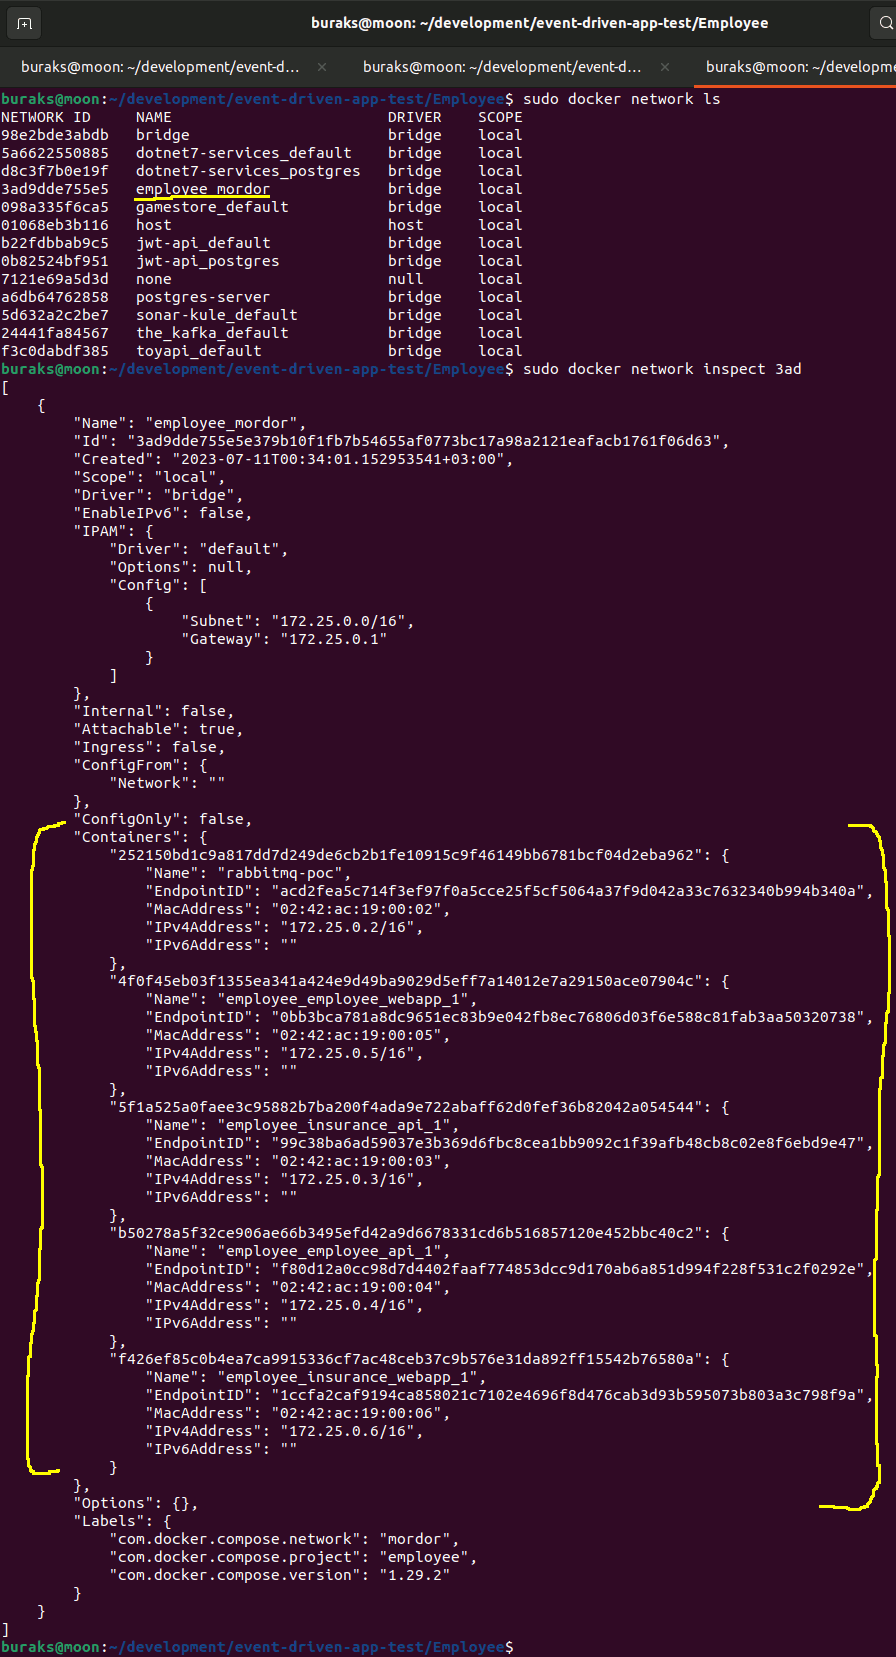 buraks@moon: ~/development/event-driven-app-test/Employee
buraks@moon: ~/development/event-d... × buraks@moon: ~/development/event-d... × buraks@moon: ~/developme
buraks@moon:~/development/event-driven-app-test/Employee$ sudo docker network ls
NETWORK ID     NAME                       DRIVER    SCOPE
98e2bde3abdb   bridge                     bridge    local
5a6622550885   dotnet7-services_default   bridge    local
d8c3f7b0e19f   dotnet7-services_postgres  bridge    local
3ad9dde755e5   employee_mordor            bridge    local
098a335f6ca5   gamestore_default          bridge    local
01068eb3b116   host                       host      local
b22fdbbab9c5   jwt-api_default            bridge    local
0b82524bf951   jwt-api_postgres           bridge    local
7121e69a5d3d   none                       null      local
a6db64762858   postgres-server            bridge    local
5d632a2c2be7   sonar-kule_default         bridge    local
24441fa84567   the_kafka_default          bridge    local
f3c0dabdf385   toyapi_default             bridge    local
buraks@moon:~/development/event-driven-app-test/Employee$ sudo docker network inspect 3ad
[
    {
        "Name": "employee_mordor",
        "Id": "3ad9dde755e5e379b10f1fb7b54655af0773bc17a98a2121eafacb1761f06d63",
        "Created": "2023-07-11T00:34:01.152953541+03:00",
        "Scope": "local",
        "Driver": "bridge",
        "EnableIPv6": false,
        "IPAM": {
            "Driver": "default",
            "Options": null,
            "Config": [
                {
                    "Subnet": "172.25.0.0/16",
                    "Gateway": "172.25.0.1"
                }
            ]
        },
        "Internal": false,
        "Attachable": true,
        "Ingress": false,
        "ConfigFrom": {
            "Network": ""
        },
        "ConfigOnly": false,
        "Containers": {
            "252150bd1c9a817dd7d249de6cb2b1fe10915c9f46149bb6781bcf04d2eba962": {
                "Name": "rabbitmq-poc",
                "EndpointID": "acd2fea5c714f3ef97f0a5cce25f5cf5064a37f9d042a33c7632340b994b340a",
                "MacAddress": "02:42:ac:19:00:02",
                "IPv4Address": "172.25.0.2/16",
                "IPv6Address": ""
            },
            "4f0f45eb03f1355ea341a424e9d49ba9029d5eff7a14012e7a29150ace07904c": {
                "Name": "employee_employee_webapp_1",
                "EndpointID": "0bb3bca781a8dc9651ec83b9e042fb8ec76806d03f6e588c81fab3aa50320738",
                "MacAddress": "02:42:ac:19:00:05",
                "IPv4Address": "172.25.0.5/16",
                "IPv6Address": ""
            },
            "5f1a525a0faee3c95882b7ba200f4ada9e722abaff62d0fef36b82042a054544": {
                "Name": "employee_insurance_api_1",
                "EndpointID": "99c38ba6ad59037e3b369d6fbc8cea1bb9092c1f39afb48cb8c02e8f6ebd9e47",
                "MacAddress": "02:42:ac:19:00:03",
                "IPv4Address": "172.25.0.3/16",
                "IPv6Address": ""
            },
            "b50278a5f32ce906ae66b3495efd42a9d6678331cd6b516857120e452bbc40c2": {
                "Name": "employee_employee_api_1",
                "EndpointID": "f80d12a0cc98d7d4402faaf774853dcc9d170ab6a851d994f228f531c2f0292e",
                "MacAddress": "02:42:ac:19:00:04",
                "IPv4Address": "172.25.0.4/16",
                "IPv6Address": ""
            },
            "f426ef85c0b4ea7ca9915336cf7ac48ceb37c9b576e31da892ff15542b76580a": {
                "Name": "employee_insurance_webapp_1",
                "EndpointID": "1ccfa2caf9194ca858021c7102e4696f8d476cab3d93b595073b803a3c798f9a",
                "MacAddress": "02:42:ac:19:00:06",
                "IPv4Address": "172.25.0.6/16",
                "IPv6Address": ""
            }
        },
        "Options": {},
        "Labels": {
            "com.docker.compose.network": "mordor",
            "com.docker.compose.project": "employee",
            "com.docker.compose.version": "1.29.2"
        }
    }
]
buraks@moon:~/development/event-driven-app-test/Employee$